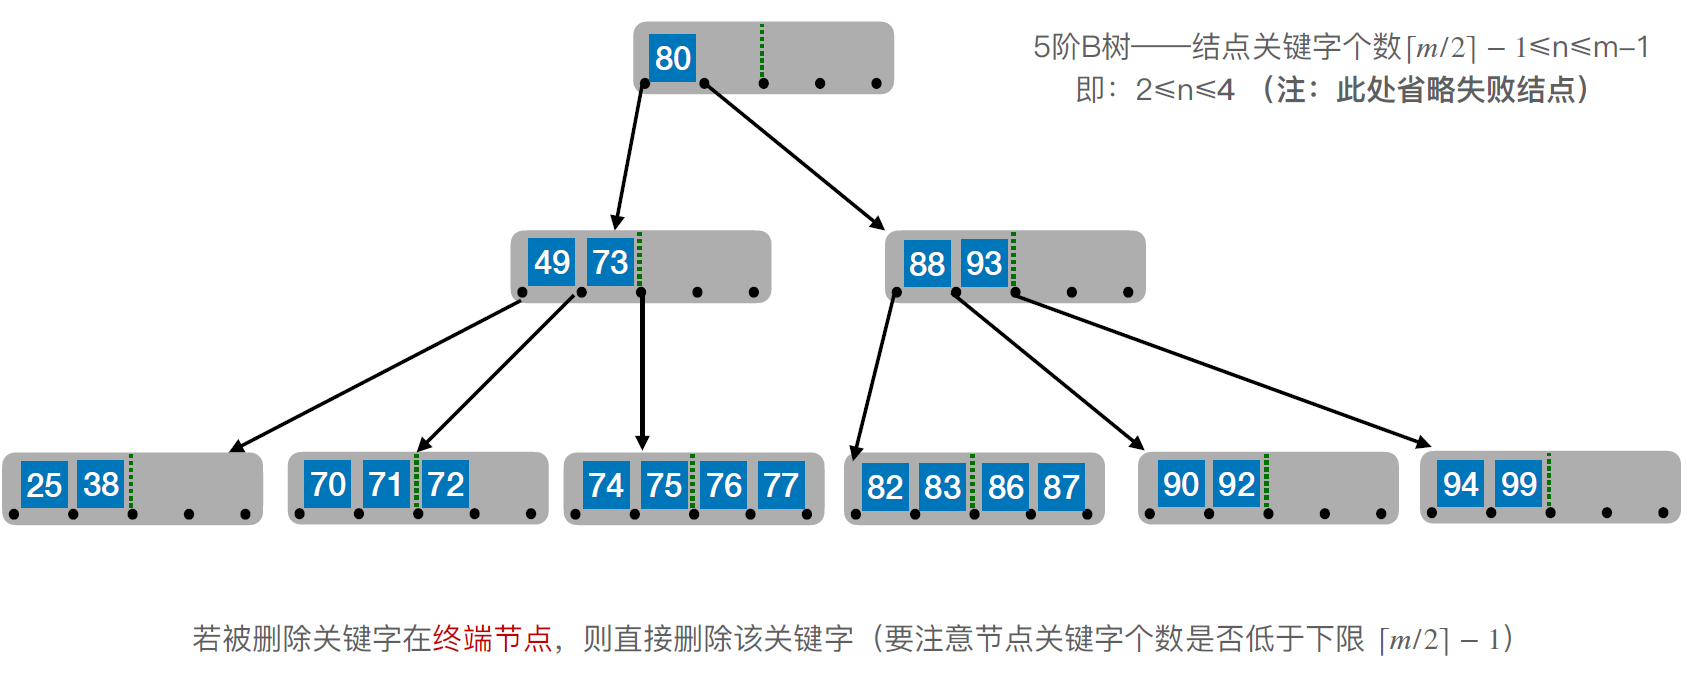 5阶B树——结点关键字个数⌈m/2⌉ − 1⩽n⩽m–1
即：2⩽n⩽4 （注：此处省略失败结点）
80
49 73
88 93
25 38
70 71 72
74 75 76 77
82 83 86 87
90 92
94 99
若被删除关键字在终端节点，则直接删除该关键字（要注意节点关键字个数是否低于下限 ⌈m/2⌉ − 1）